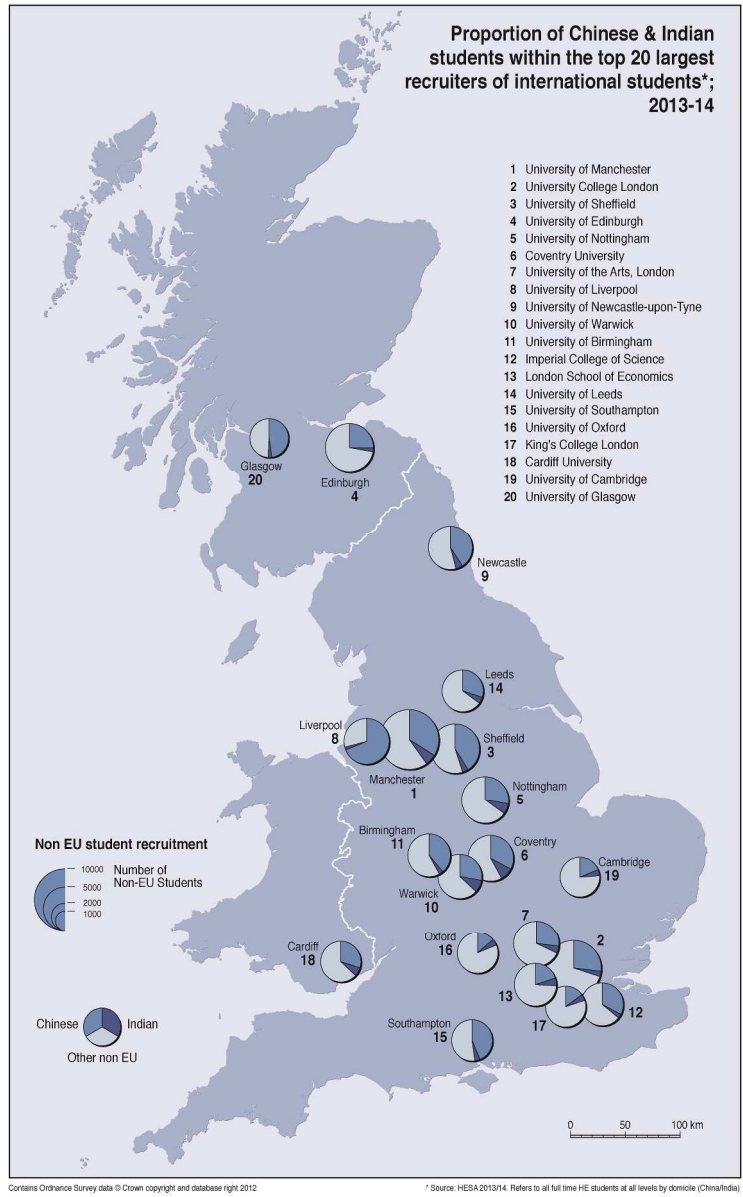 Proportion of Chinese & Indian
students within the top 20 largest
recruiters of international students*;
2013-14
1 University of Manchester
2 University College London
3 University of Sheffield
4 University of Edinburgh
5 University of Nottingham
6 Coventry University
7 University of the Arts, London
8 University of Liverpool
9 University of Newcastle-upon-Tyne
10 University of Warwick
11 University of Birmingham
12 Imperial College of Science
13 London School of Economics
14 University of Leeds
15 University of Southampton
16 University of Oxford
17 King's College London
18 Cardiff University
19 University of Cambridge
20 University of Glasgow
Glasgow
20
Edinburgh
4
Newcastle
9
Leeds
14
Liverpool
8
Sheffield
3
Manchester
1
Nottingham
5
Birmingham
11
Coventry
6
Warwick
10
Cambridge
19
Oxford
16
7
2
13
17
12
Cardiff
18
Southampton
15
Non EU student recruitment
10000
5000
2000
1000
Number of
Non-EU Students
Chinese
Indian
Other non EU
0 50 100 km
Contains Ordnance Survey data © Crown copyright and database right 2012
* Source: HESA 2013/14. Refers to all full time HE students at all levels by domicile (China/India)